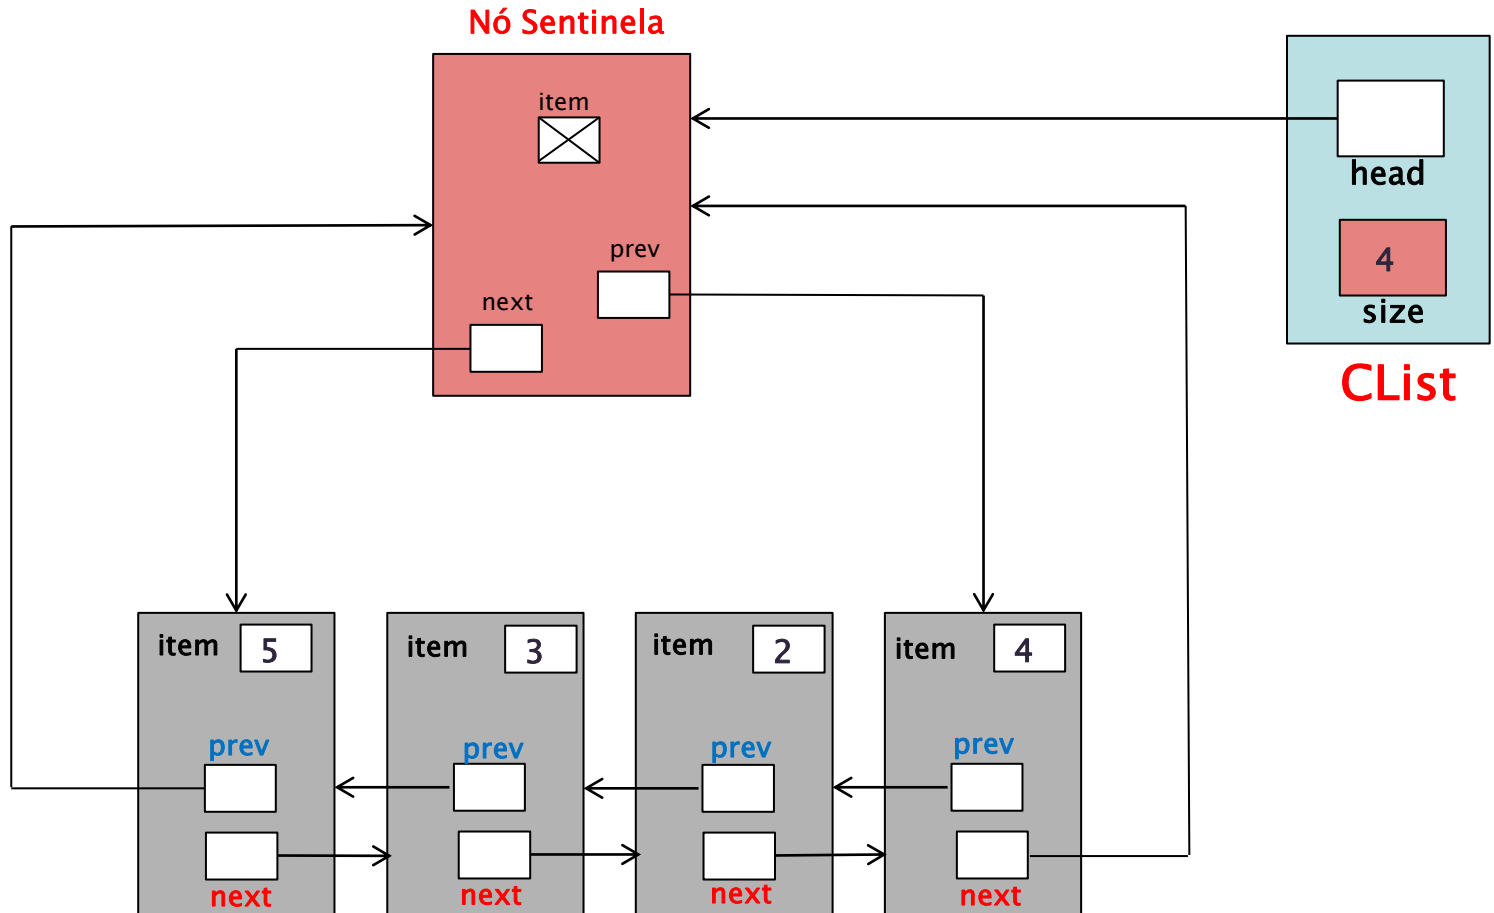 Nó Sentinela
item
prev
next
head
4
size
CList
item 5
prev
next
item 3
prev
next
item 2
prev
next
item 4
prev
next